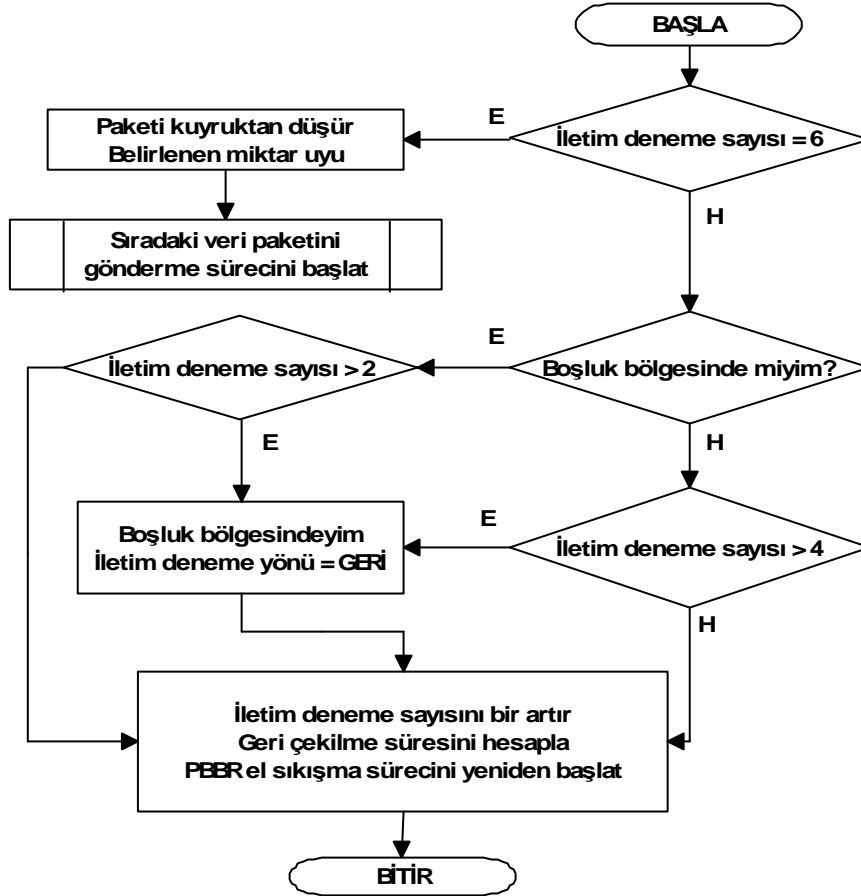 BAŞLA
İletim deneme sayısı = 6
E
Paketi kuyruktan düşür
Belirlenen miktar uyu
Sıradaki veri paketini
gönderme sürecini başlat
H
Boşluk bölgesinde miyim?
E
İletim deneme sayısı > 2
E
H
İletim deneme sayısı > 4
E
Boşluk bölgesindeyim
İletim deneme yönü = GERİ
H
İletim deneme sayısını bir artır
Geri çekilme süresini hesapla
PBBR el sıkışma sürecini yeniden başlat
BİTİR